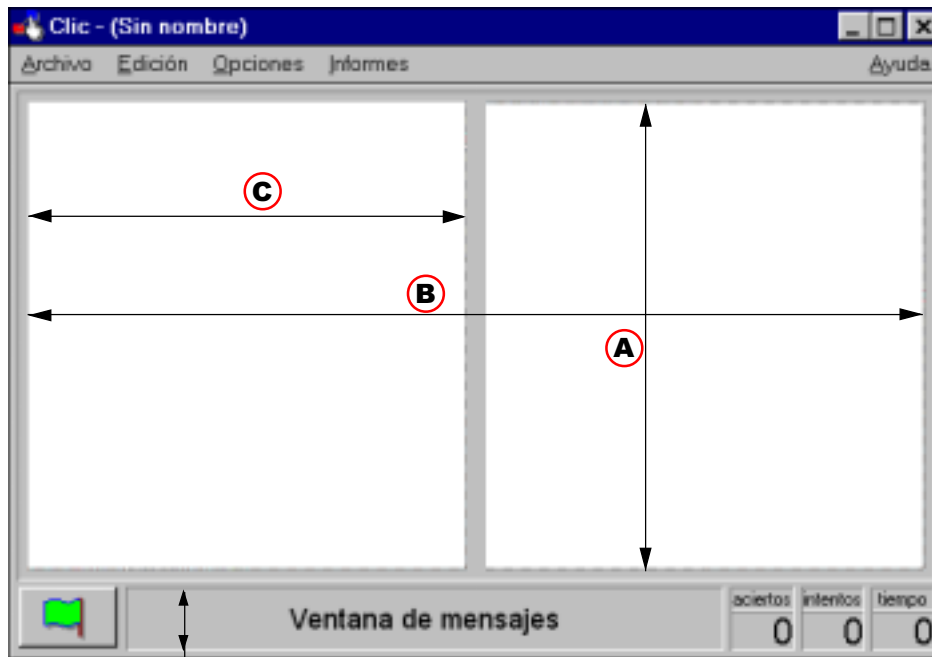 Clic - (Sin nombre)
Archivo Edición Opciones Informes Ayuda
C
B
A
Ventana de mensajes
aciertos intentos tiempo
0 0 0